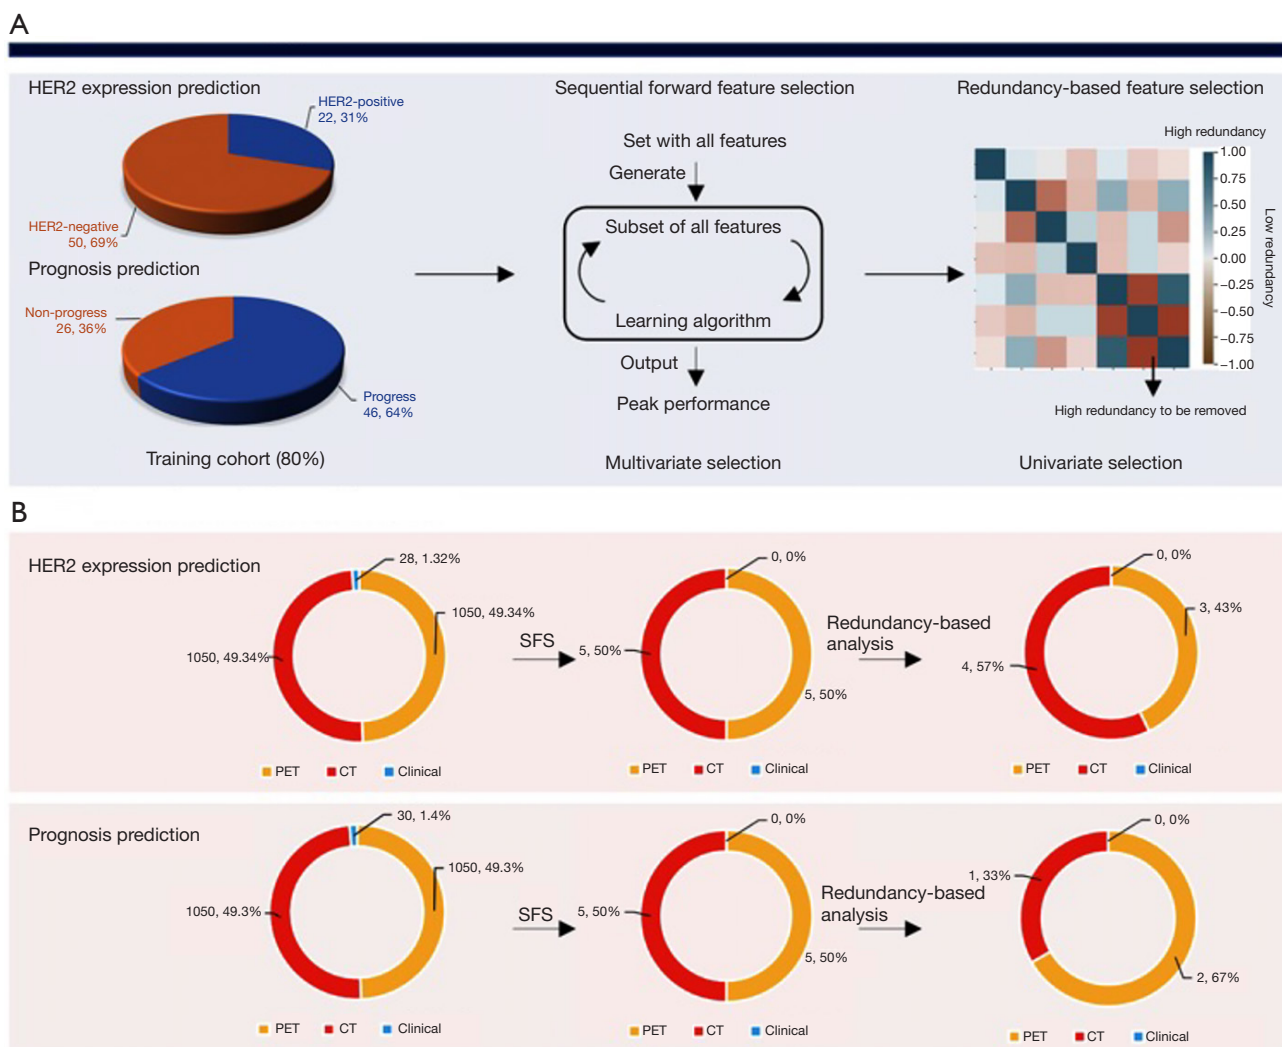 A
HER2 expression prediction
HER2-positive
22, 31%
HER2-negative
50, 69%
Prognosis prediction
Non-progress
26, 36%
Progress
46, 64%
Training cohort (80%)
Sequential forward feature selection
Set with all features
Generate
Subset of all features
Learning algorithm
Output
Peak performance
Multivariate selection
Redundancy-based feature selection
High redundancy
1.00
0.75
0.50
0.25
0.00
−0.25
−0.50
−0.75
−1.00
Low redundancy
High redundancy to be removed
Univariate selection
B
HER2 expression prediction
28, 1.32%
1050, 49.34%
1050, 49.34%
PET CT Clinical
SFS
0, 0%
5, 50%
5, 50%
PET CT Clinical
Redundancy-based
analysis
0, 0%
3, 43%
4, 57%
PET CT Clinical
Prognosis prediction
30, 1.4%
1050, 49.3%
1050, 49.3%
PET CT Clinical
SFS
0, 0%
5, 50%
5, 50%
PET CT Clinical
Redundancy-based
analysis
0, 0%
1, 33%
2, 67%
PET CT Clinical